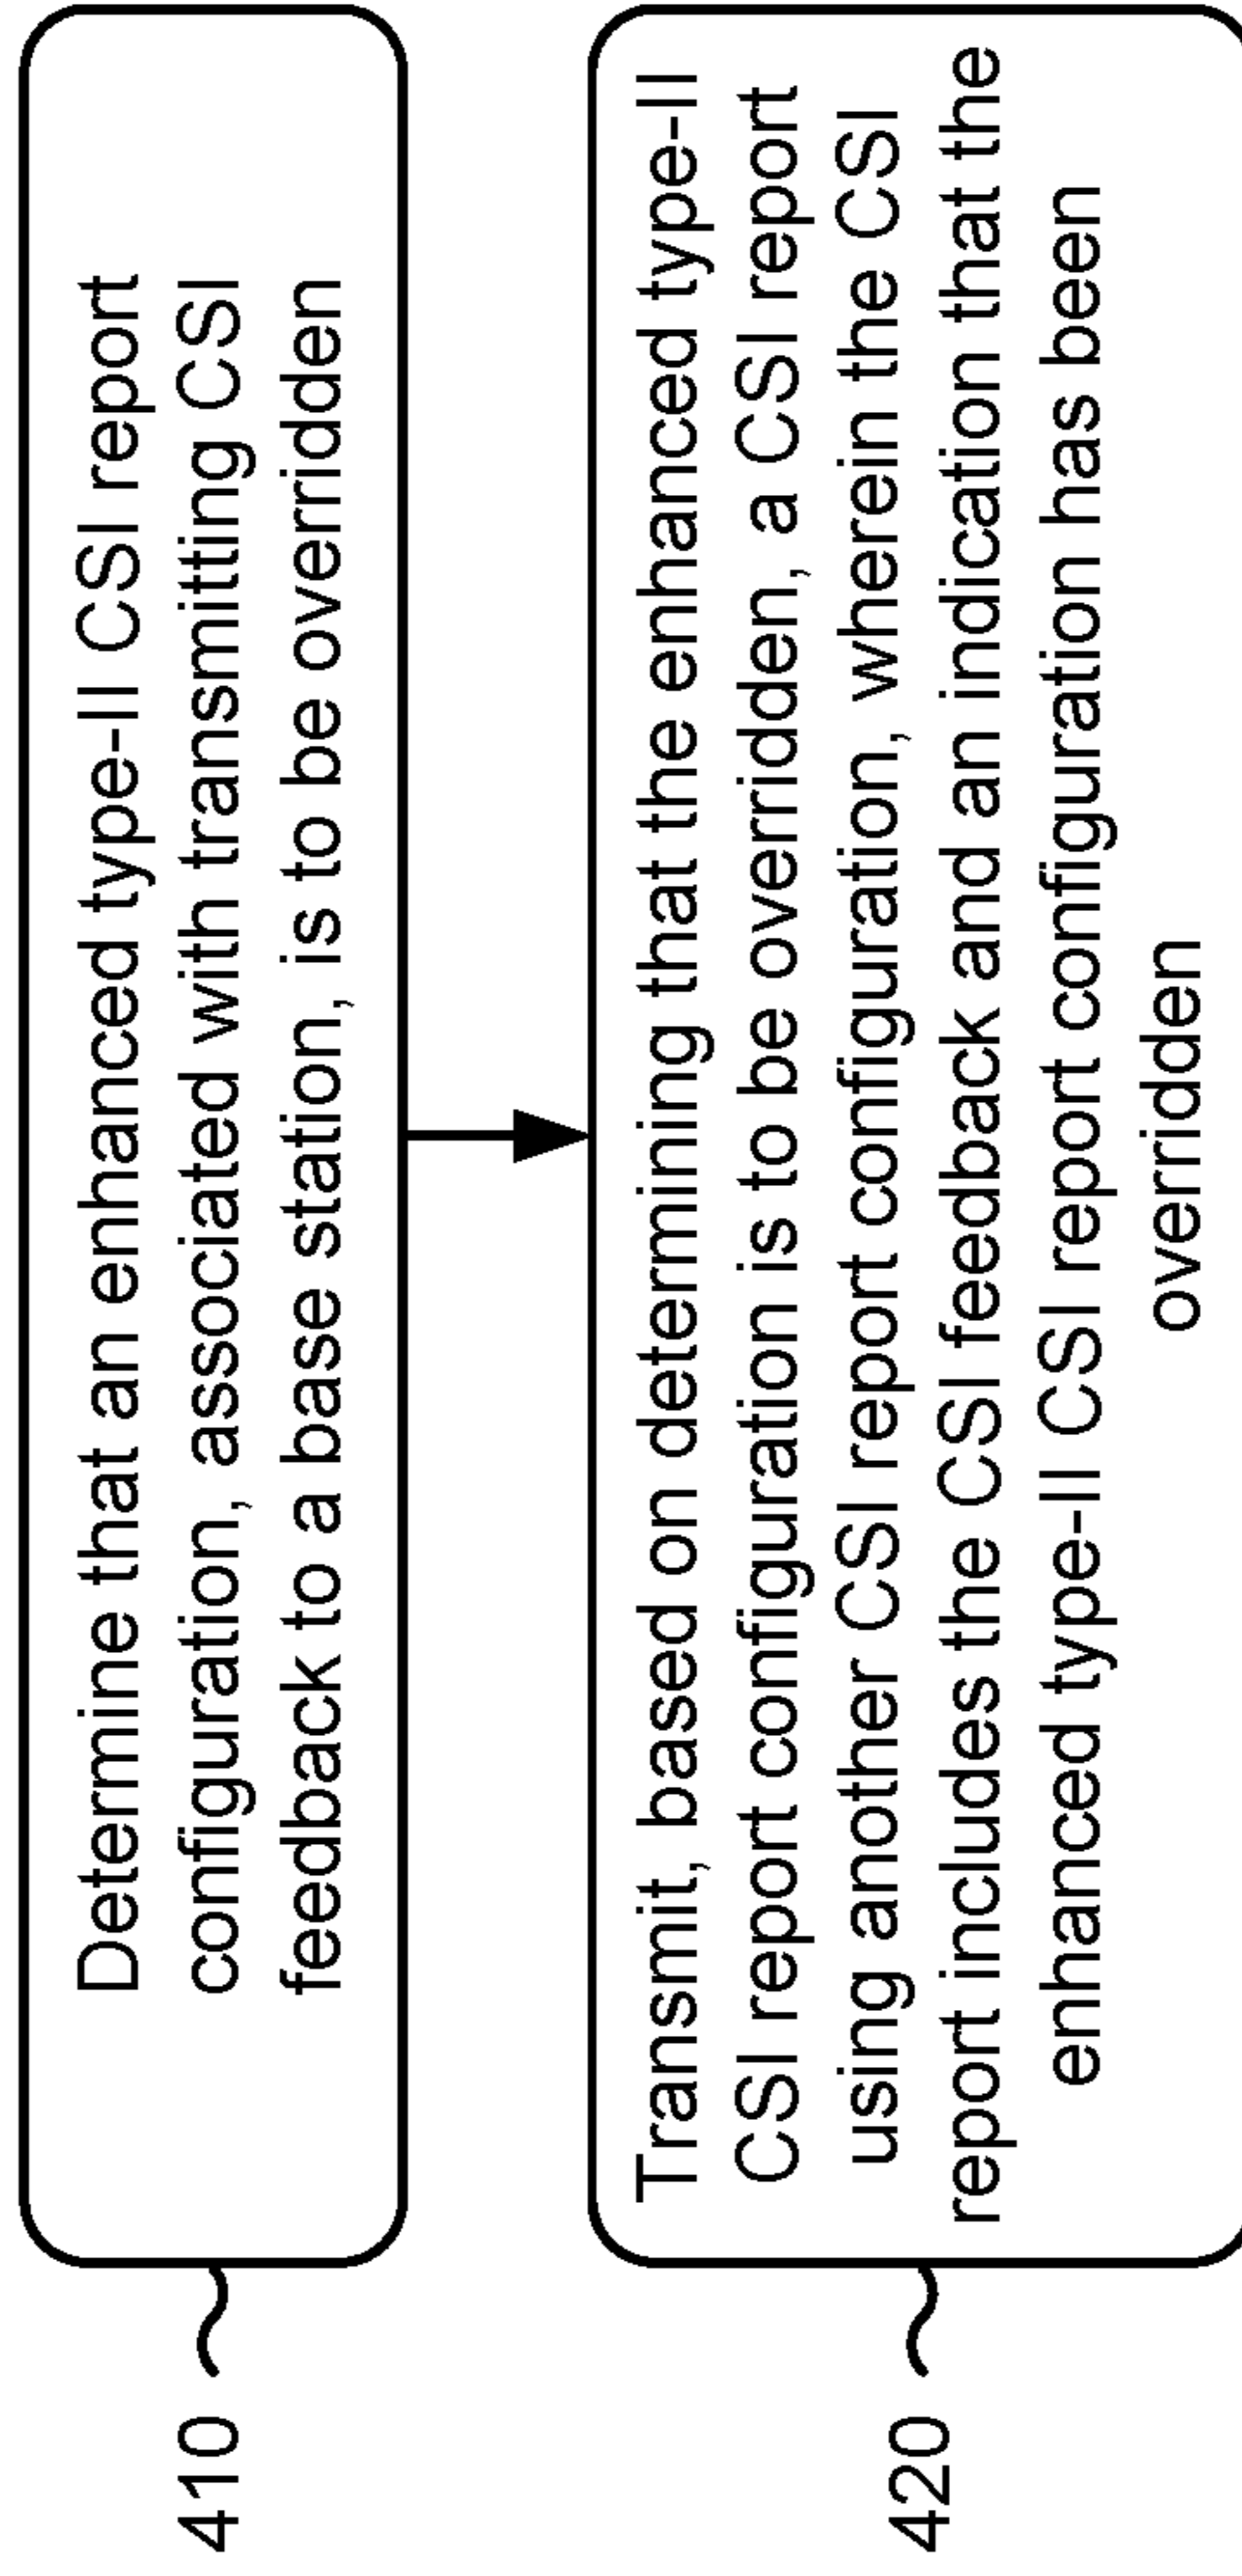 410
Determine that an enhanced type-II CSI report
configuration, associated with transmitting CSI
feedback to a base station, is to be overridden
420
Transmit, based on determining that the enhanced type-II
CSI report configuration is to be overridden, a CSI report
using another CSI report configuration, wherein the CSI
report includes the CSI feedback and an indication that the
enhanced type-II CSI report configuration has been
overridden